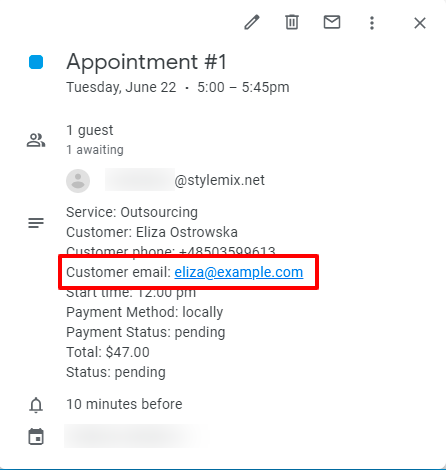 Appointment #1
Tuesday, June 22 • 5:00 – 5:45pm
1 guest
1 awaiting
@stylemix.net
Service: Outsourcing
Customer: Eliza Ostrowska
Customer phone: +48503599613
Customer email: eliza@example.com
Start time: 12:00 pm
Payment Method: locally
Payment Status: pending
Total: $47.00
Status: pending
10 minutes before